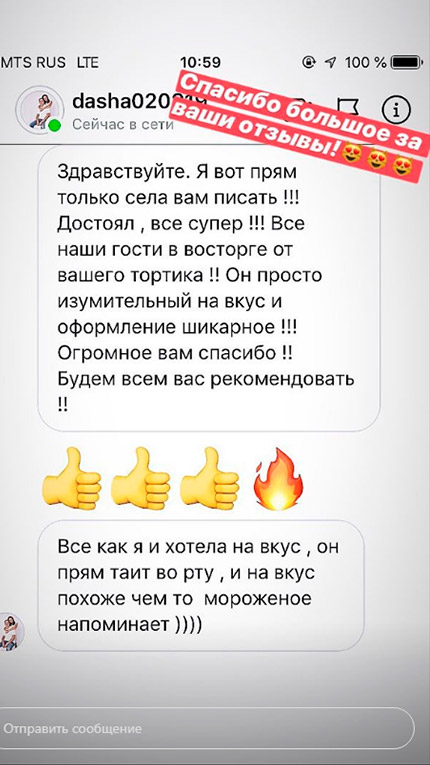 MTS RUS LTE 10:59 100 %
dasha020219
Сейчас в сети
Спасибо большое за
ваши отзывы!😍😍😍
Здравствуйте. Я вот прям
только села вам писать !!!
Достоял , все супер !!! Все
наши гости в восторге от
вашего тортика !! Он просто
изумительный на вкус и
оформление шикарное !!!
Огромное вам спасибо !!
Будем всем вас рекомендовать
!!
👍👍👍🔥
Все как я и хотела на вкус , он
прям таит во рту , и на вкус
похоже чем то мороженое
напоминает ))))
Отправить сообщение